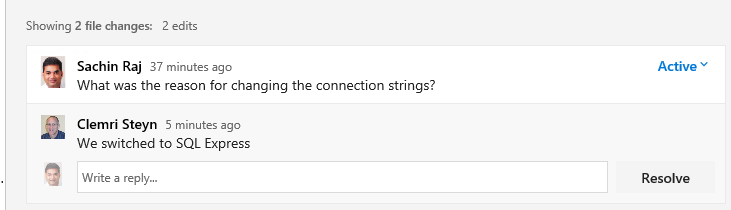 Showing 2 file changes: 2 edits
Sachin Raj 37 minutes ago Active
What was the reason for changing the connection strings?
Clemri Steyn 5 minutes ago
We switched to SQL Express
Write a reply... Resolve